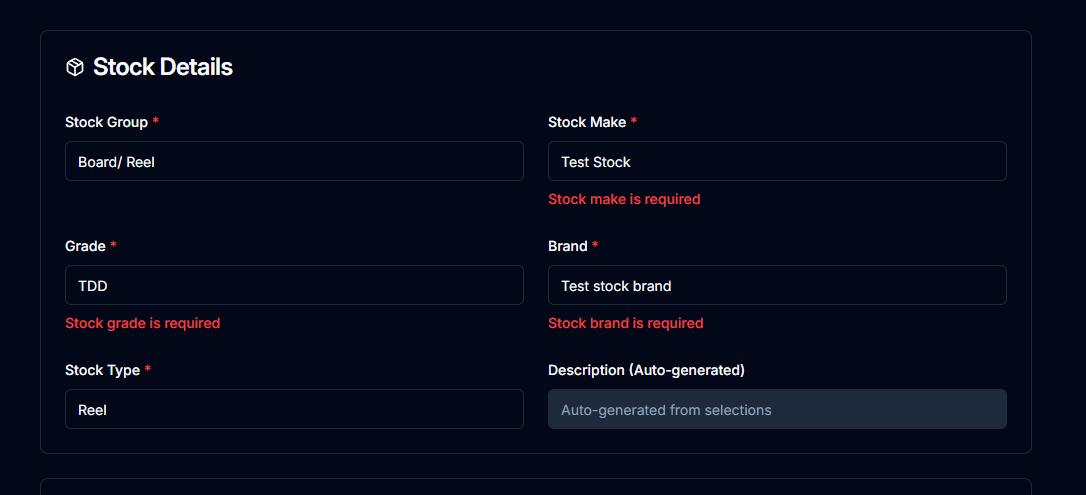 Stock Details
Stock Group *
Stock Make *
Board/ Reel
Test Stock
Stock make is required
Grade *
Brand *
TDD
Test stock brand
Stock grade is required
Stock brand is required
Stock Type *
Description (Auto-generated)
Reel
Auto-generated from selections